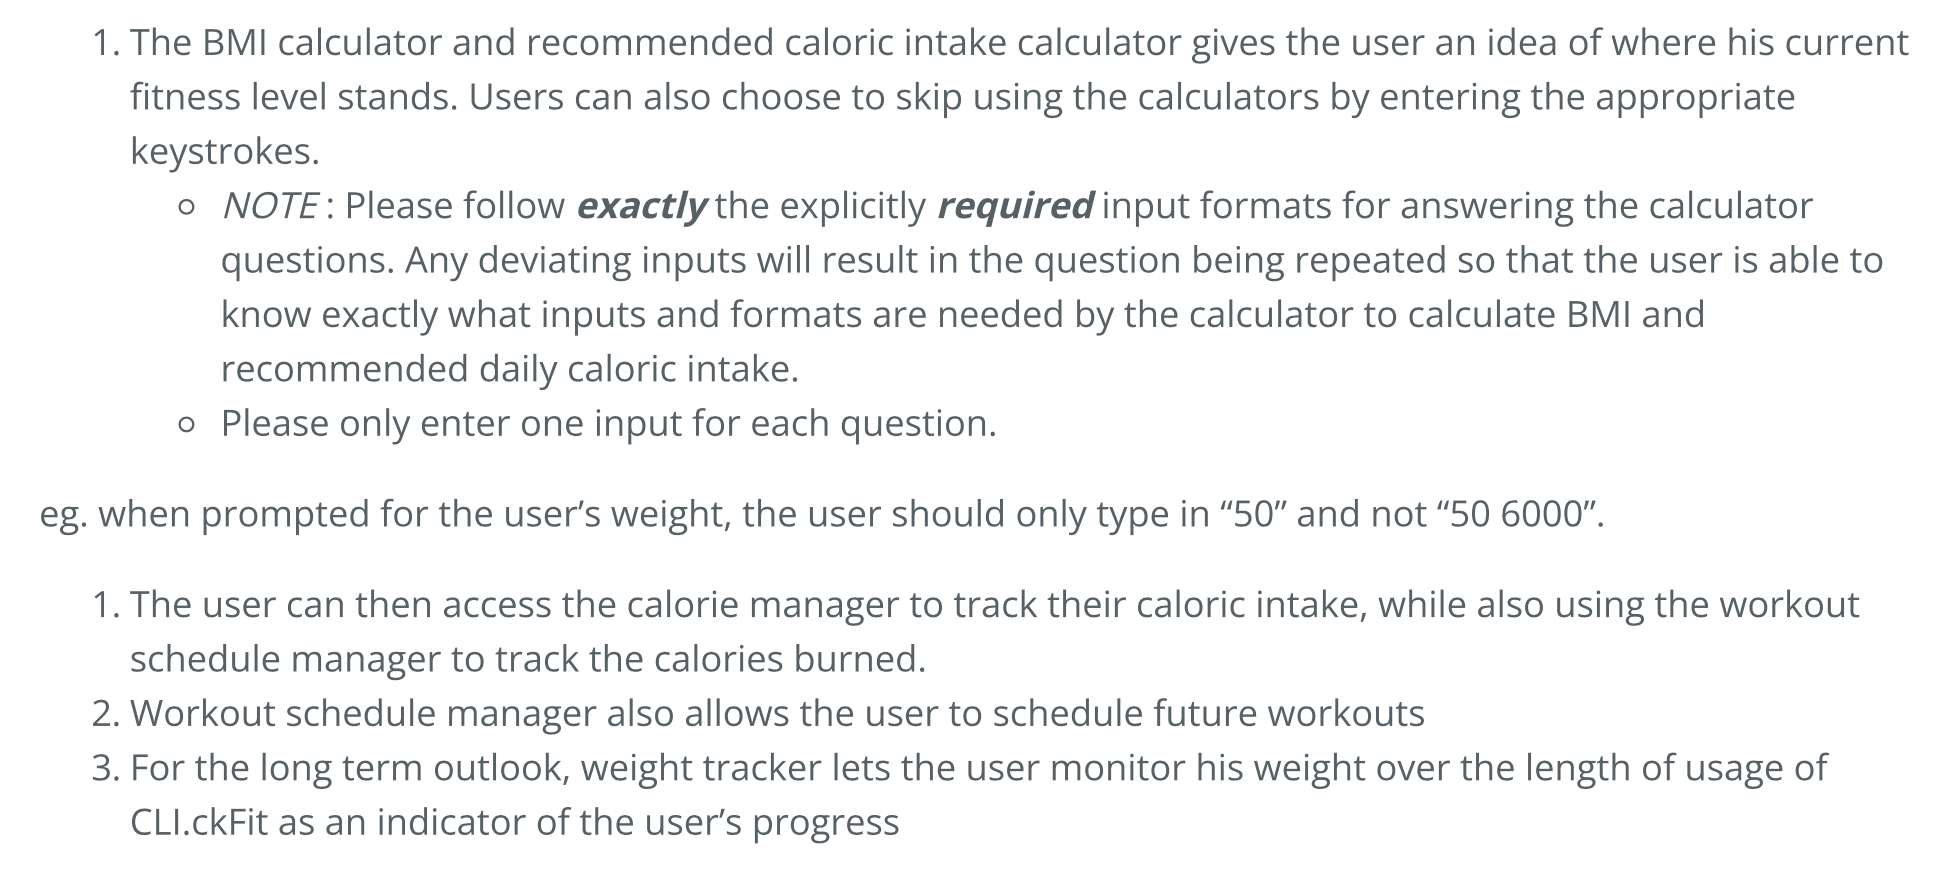 1. The BMI calculator and recommended caloric intake calculator gives the user an idea of where his current
fitness level stands. Users can also choose to skip using the calculators by entering the appropriate
keystrokes.
○ NOTE : Please follow exactly the explicitly required input formats for answering the calculator
questions. Any deviating inputs will result in the question being repeated so that the user is able to
know exactly what inputs and formats are needed by the calculator to calculate BMI and
recommended daily caloric intake.
○ Please only enter one input for each question.
eg. when prompted for the user’s weight, the user should only type in “50” and not “50 6000”.
1. The user can then access the calorie manager to track their caloric intake, while also using the workout
schedule manager to track the calories burned.
2. Workout schedule manager also allows the user to schedule future workouts
3. For the long term outlook, weight tracker lets the user monitor his weight over the length of usage of
CLI.ckFit as an indicator of the user’s progress